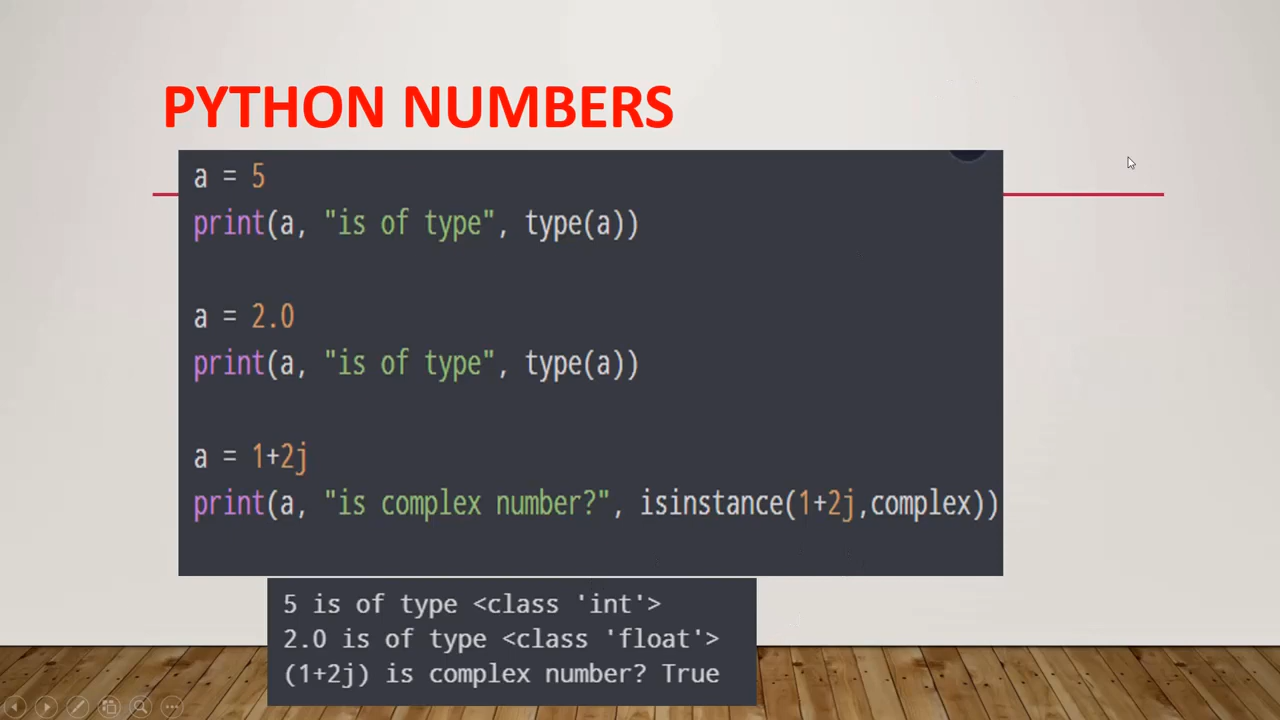 PYTHON NUMBERS
a = 5
print(a, "is of type", type(a))
a = 2.0
print(a, "is of type", type(a))
a = 1+2j
print(a, "is complex number?", isinstance(1+2j,complex))
5 is of type <class 'int'>
2.0 is of type <class 'float'>
(1+2j) is complex number? True